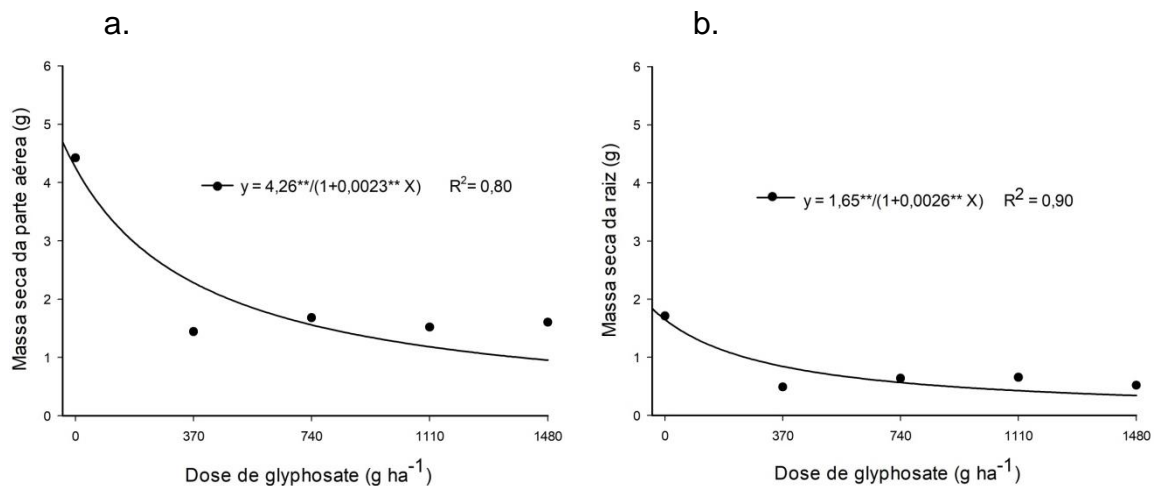 a.
6
5
4
3
2
1
0
Massa seca da parte aérea (g)
y = 4,26**/(1+0,0023** X) R²= 0,80
0 370 740 1110 1480
Dose de glyphosate (g ha⁻¹)
b.
6
5
4
3
2
1
0
Massa seca da raiz (g)
y = 1,65**/(1+0,0026** X) R² = 0,90
0 370 740 1110 1480
Dose de glyphosate (g ha⁻¹)